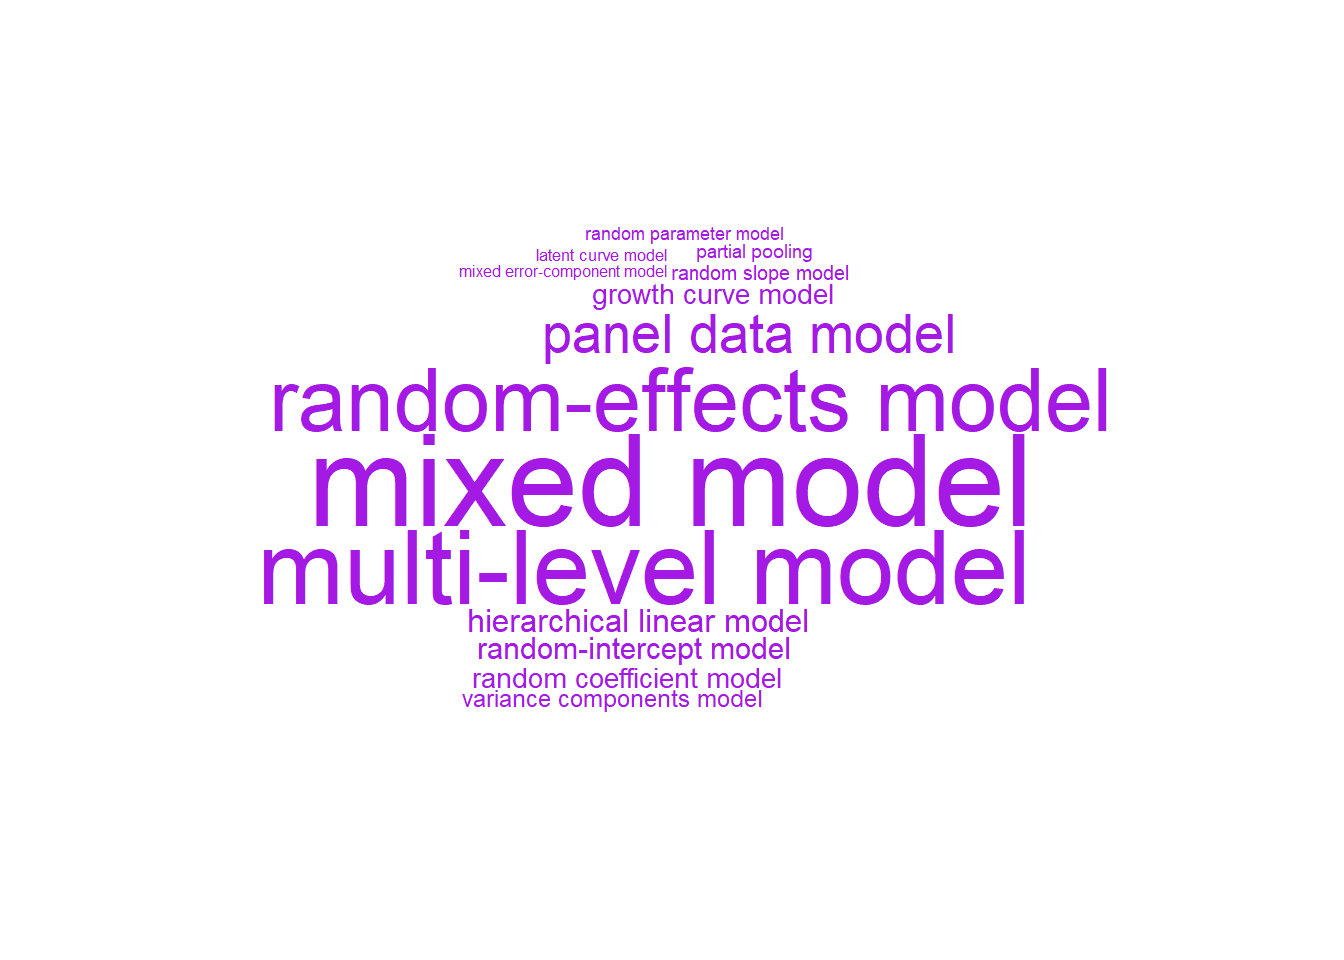 random parameter model
latent curve model partial pooling
mixed error-component model random slope model
growth curve model
panel data model
random-effects model
mixed model
multi-level model
hierarchical linear model
random-intercept model
random coefficient model
variance components model